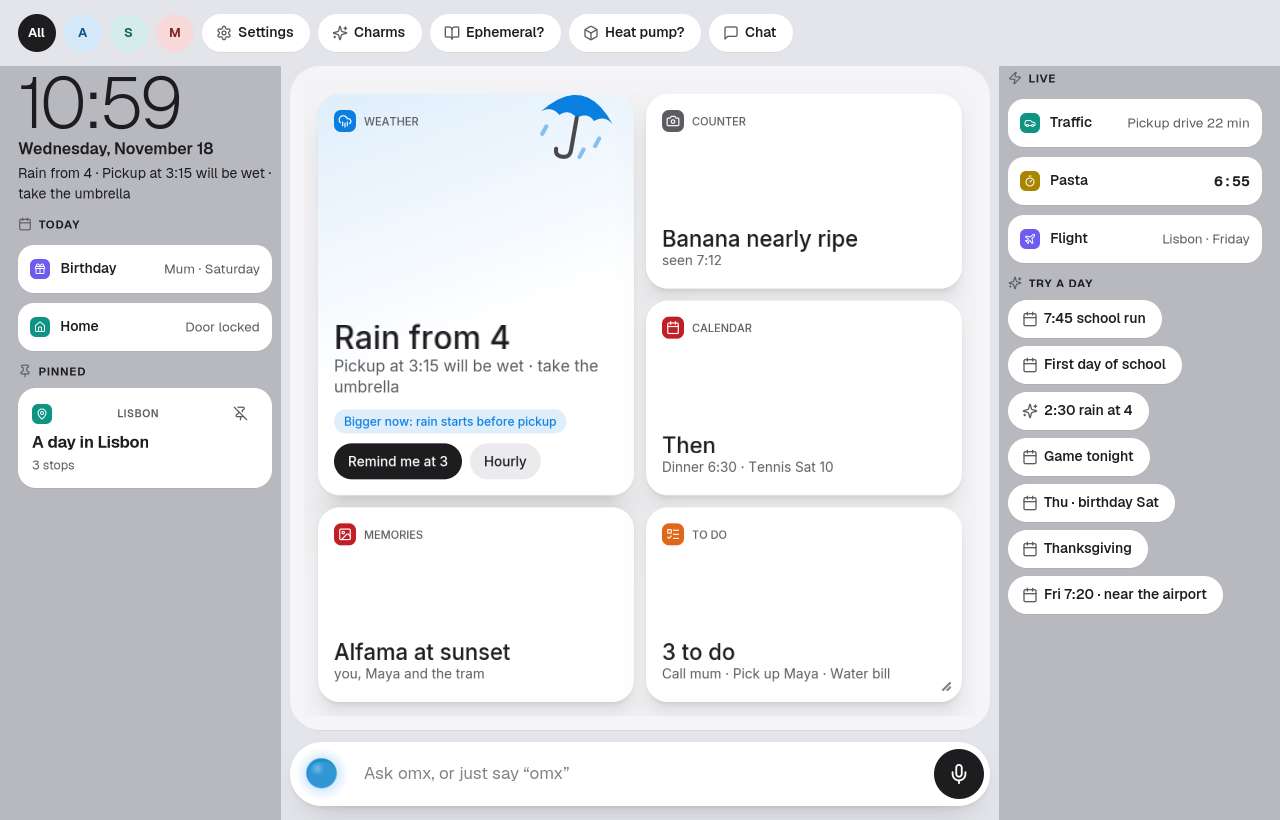 All
A
S
M
Settings
Charms
Ephemeral?
Heat pump?
Chat
10:59
Wednesday, November 18
Rain from 4 · Pickup at 3:15 will be wet ·
take the umbrella
TODAY
Birthday
Mum · Saturday
Home
Door locked
PINNED
LISBON
A day in Lisbon
3 stops
WEATHER
Rain from 4
Pickup at 3:15 will be wet · take the
umbrella
Bigger now: rain starts before pickup
Remind me at 3
Hourly
COUNTER
Banana nearly ripe
seen 7:12
CALENDAR
Then
Dinner 6:30 · Tennis Sat 10
MEMORIES
Alfama at sunset
you, Maya and the tram
TO DO
3 to do
Call mum · Pick up Maya · Water bill
Ask omx, or just say “omx”
LIVE
Traffic
Pickup drive 22 min
Pasta
6:55
Flight
Lisbon · Friday
TRY A DAY
7:45 school run
First day of school
2:30 rain at 4
Game tonight
Thu · birthday Sat
Thanksgiving
Fri 7:20 · near the airport